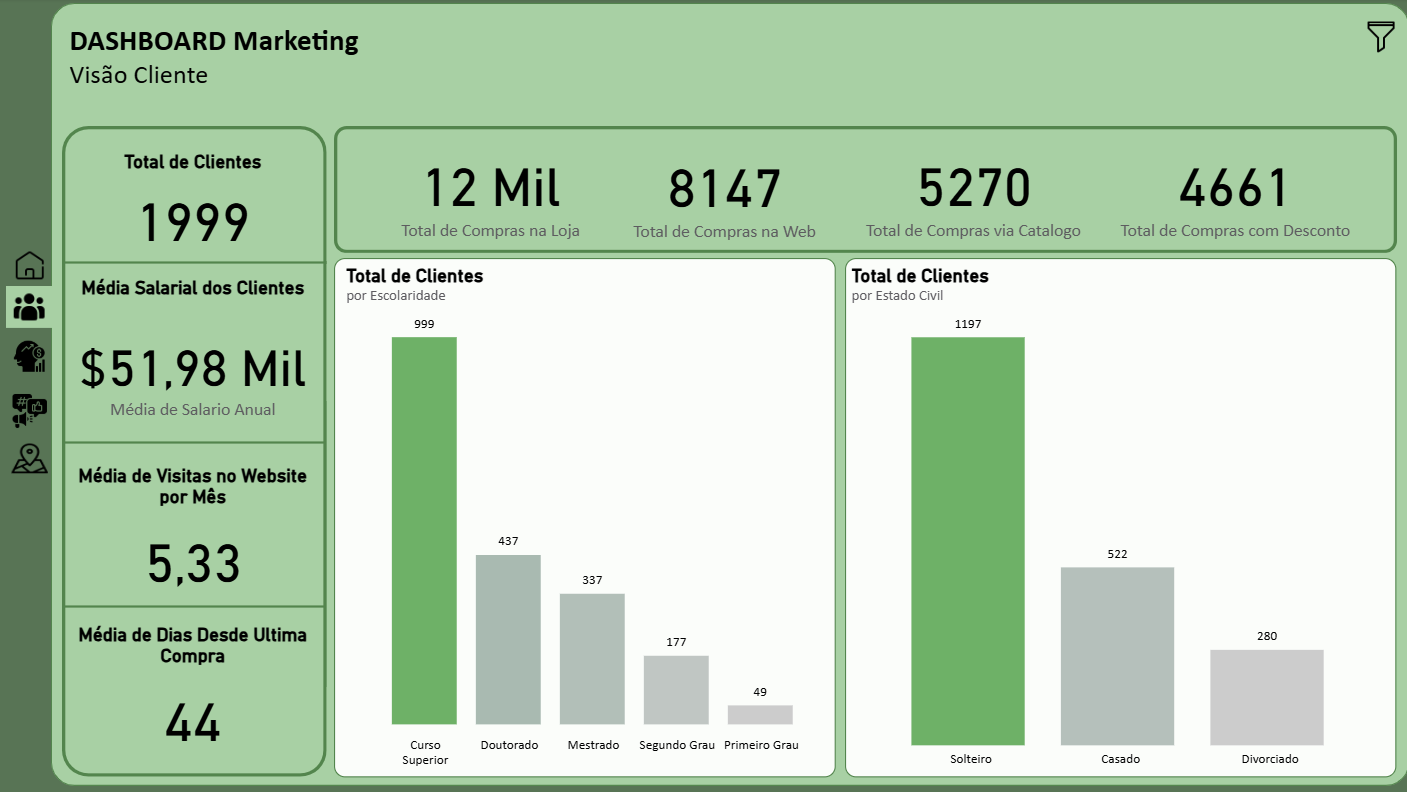 DASHBOARD Marketing
Visão Cliente
Total de Clientes
1999
Média Salarial dos Clientes
$51,98 Mil
Média de Salario Anual
Média de Visitas no Website
por Mês
5,33
Média de Dias Desde Ultima
Compra
44
12 Mil
Total de Compras na Loja
8147
Total de Compras na Web
5270
Total de Compras via Catalogo
4661
Total de Compras com Desconto
Total de Clientes
por Escolaridade
999
437
337
177
49
Curso
Superior
Doutorado
Mestrado
Segundo Grau
Primeiro Grau
Total de Clientes
por Estado Civil
1197
522
280
Solteiro
Casado
Divorciado